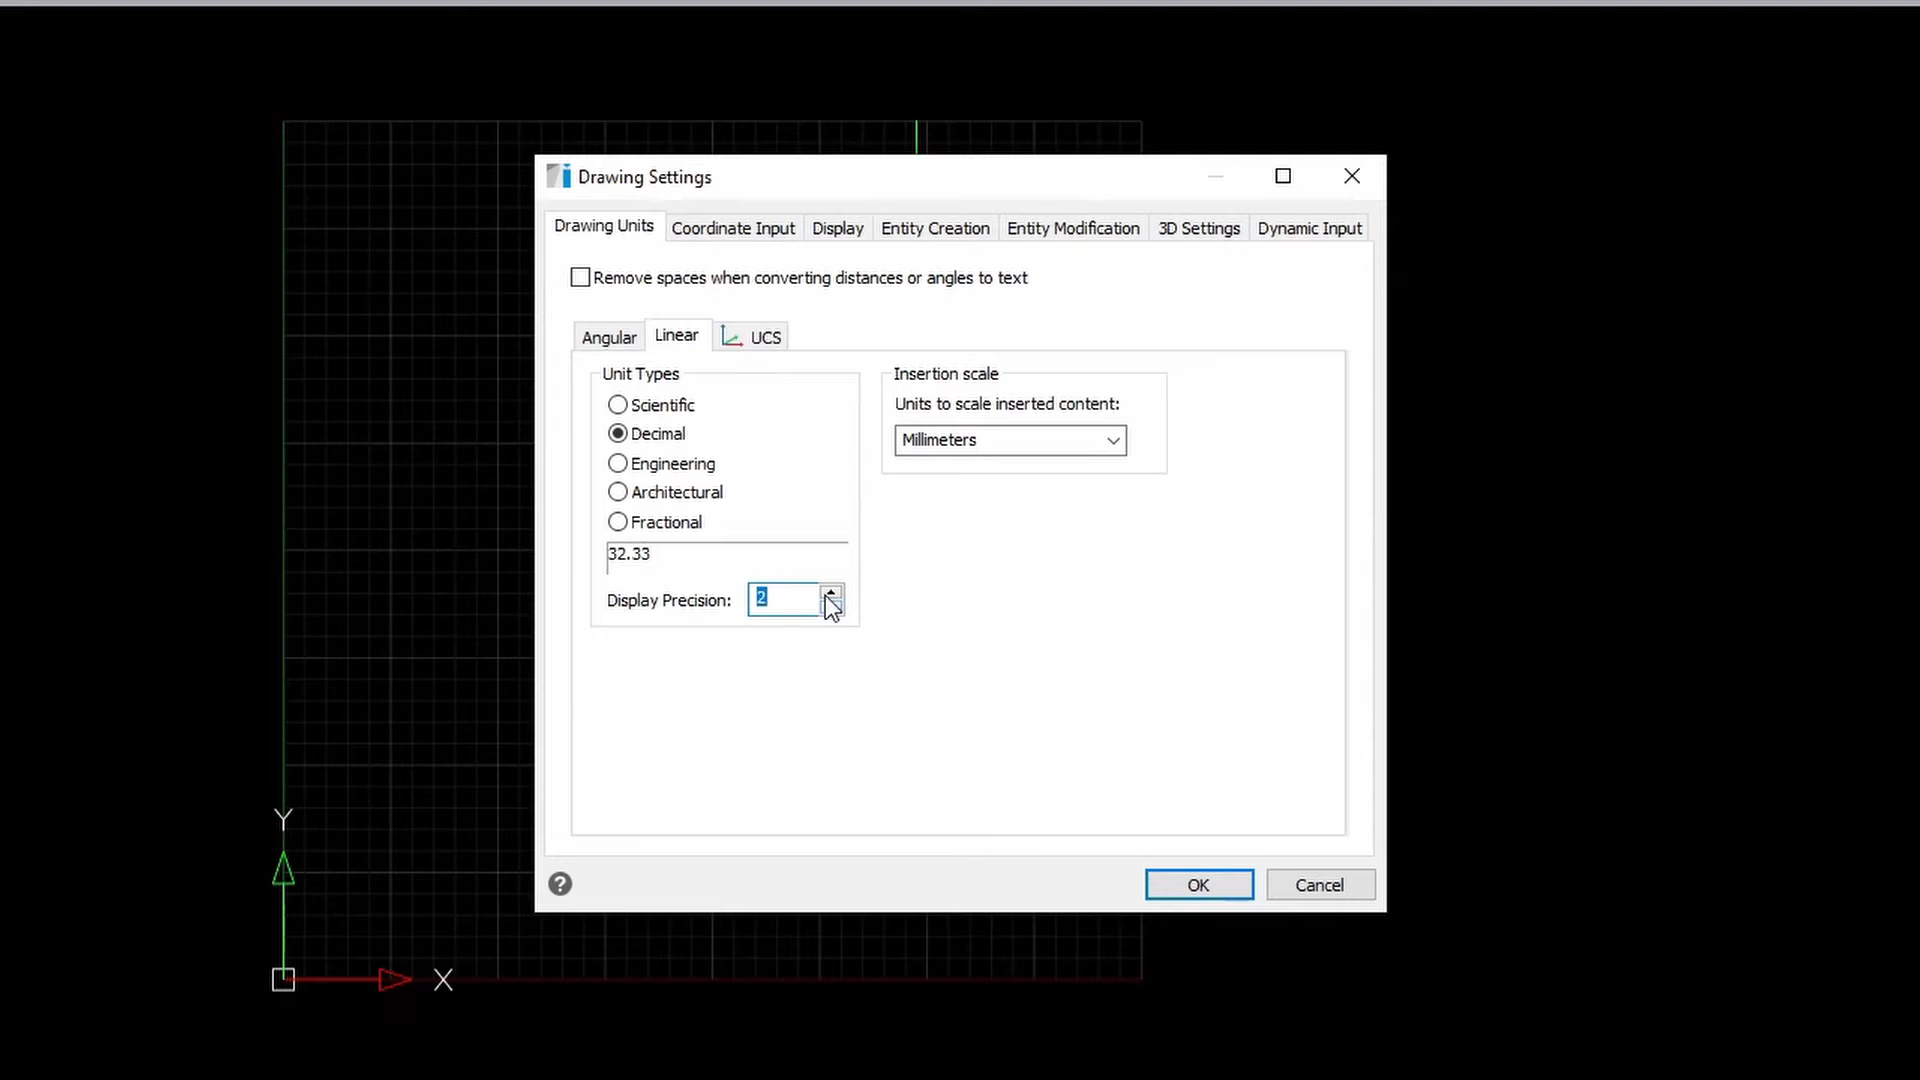 Drawing Settings
Drawing Units Coordinate Input Display Entity Creation Entity Modification 3D Settings Dynamic Input
Remove spaces when converting distances or angles to text
Angular Linear UCS
Unit Types
Scientific
Decimal
Engineering
Architectural
Fractional
32.33
Display Precision: 2
Insertion scale
Units to scale inserted content:
Millimeters
? OK Cancel
Y
X